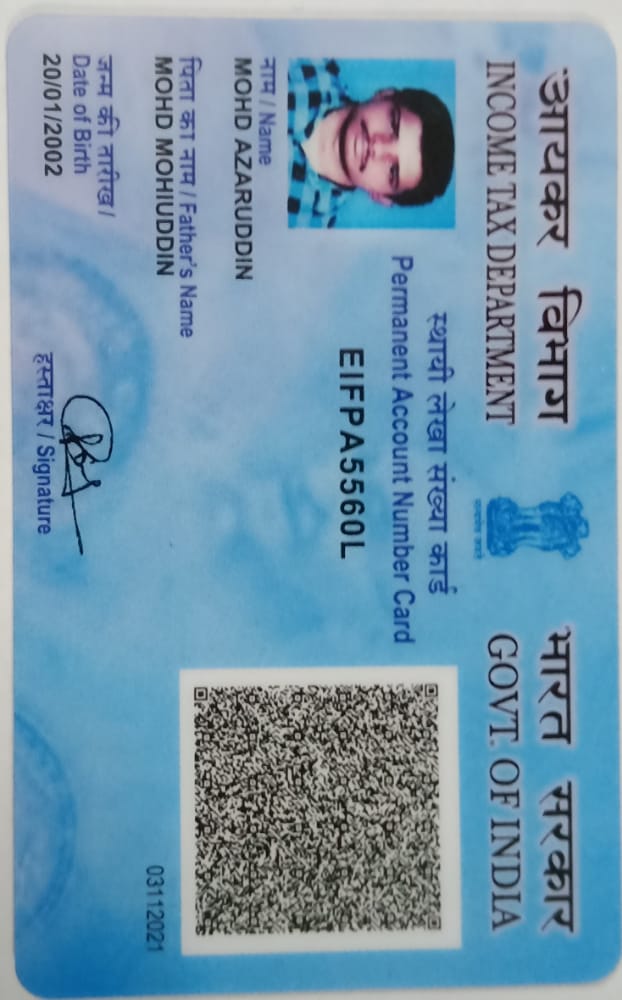 आयकर विभाग
INCOME TAX DEPARTMENT
भारत सरकार
GOVT. OF INDIA
सत्यमेव जयते
स्थायी लेखा संख्या कार्ड
Permanent Account Number Card
EIFPA5560L
नाम / Name
MOHD AZARUDDIN
पिता का नाम / Father's Name
MOHD MOHIUDDIN
जन्म की तारीख /
Date of Birth
20/01/2002
हस्ताक्षर / Signature
03112021